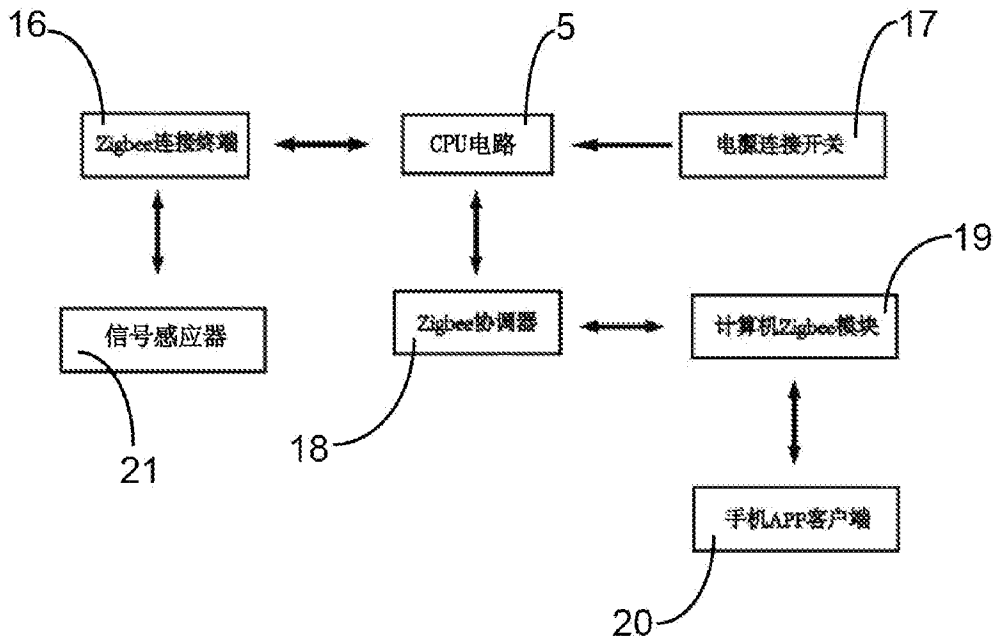 16
5
17
Zigbee连接终端
CPU电路
电源连接开关
19
信号感应器
Zigbee协调器
计算机Zigbee模块
21
18
手机APP客户端
20